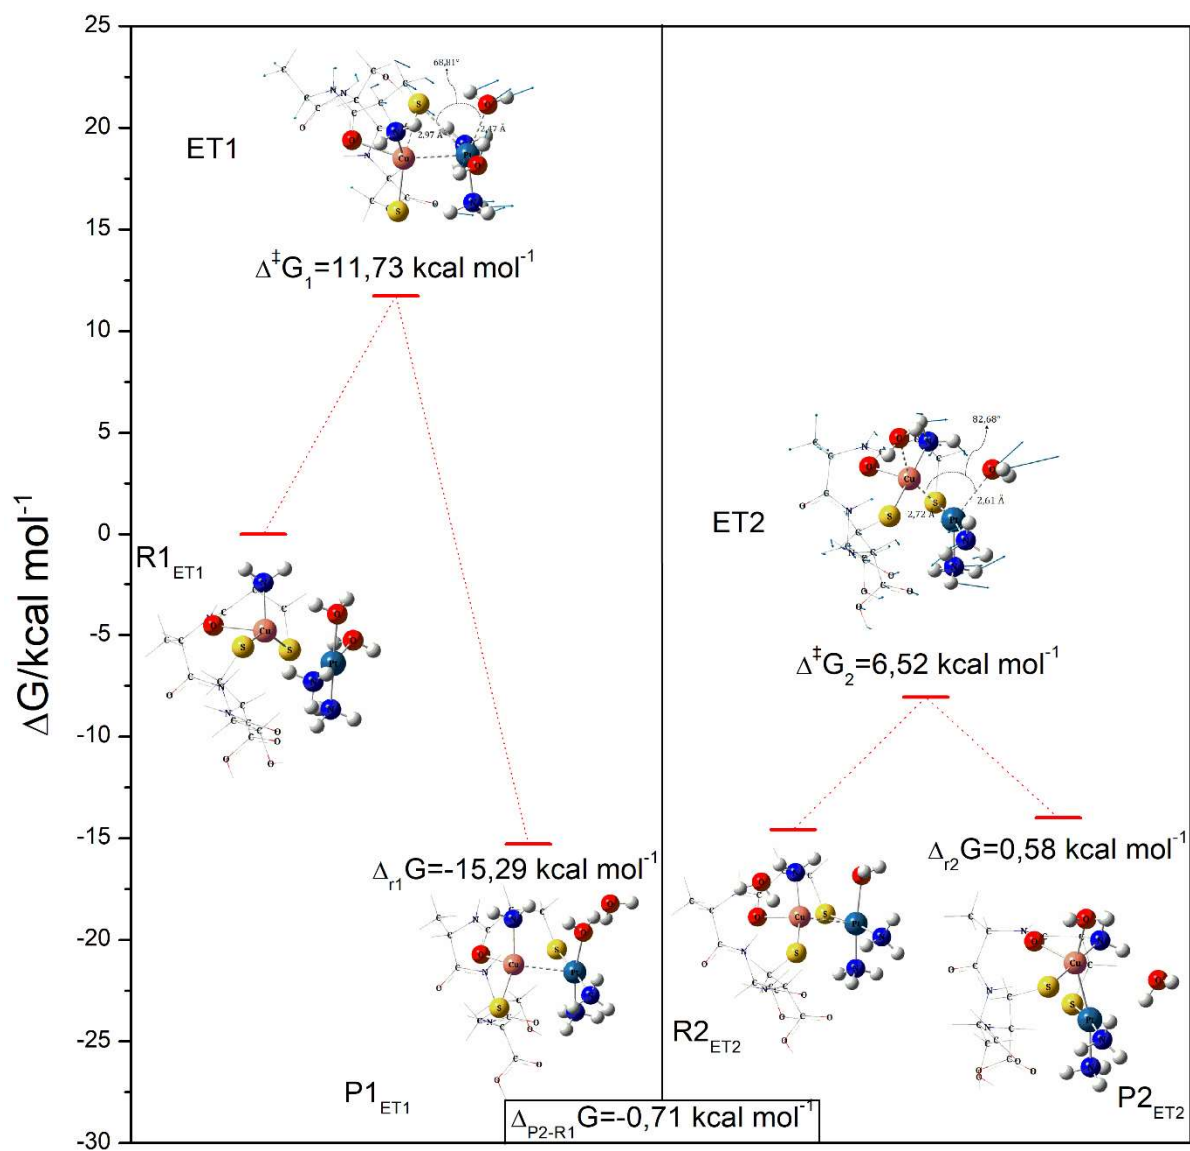 25
20
15
10
5
0
-5
-10
-15
-20
-25
-30
ΔG/kcal mol⁻¹
ET1
68,81°
2,97 Å
2,47 Å
Δ‡G₁=11,73 kcal mol⁻¹
R1ET1
Δr1G=-15,29 kcal mol⁻¹
P1ET1
ET2
82,68°
2,72 Å
2,61 Å
Δ‡G₂=6,52 kcal mol⁻¹
Δr2G=0,58 kcal mol⁻¹
R2ET2
P2ET2
ΔP2-R1G=-0,71 kcal mol⁻¹